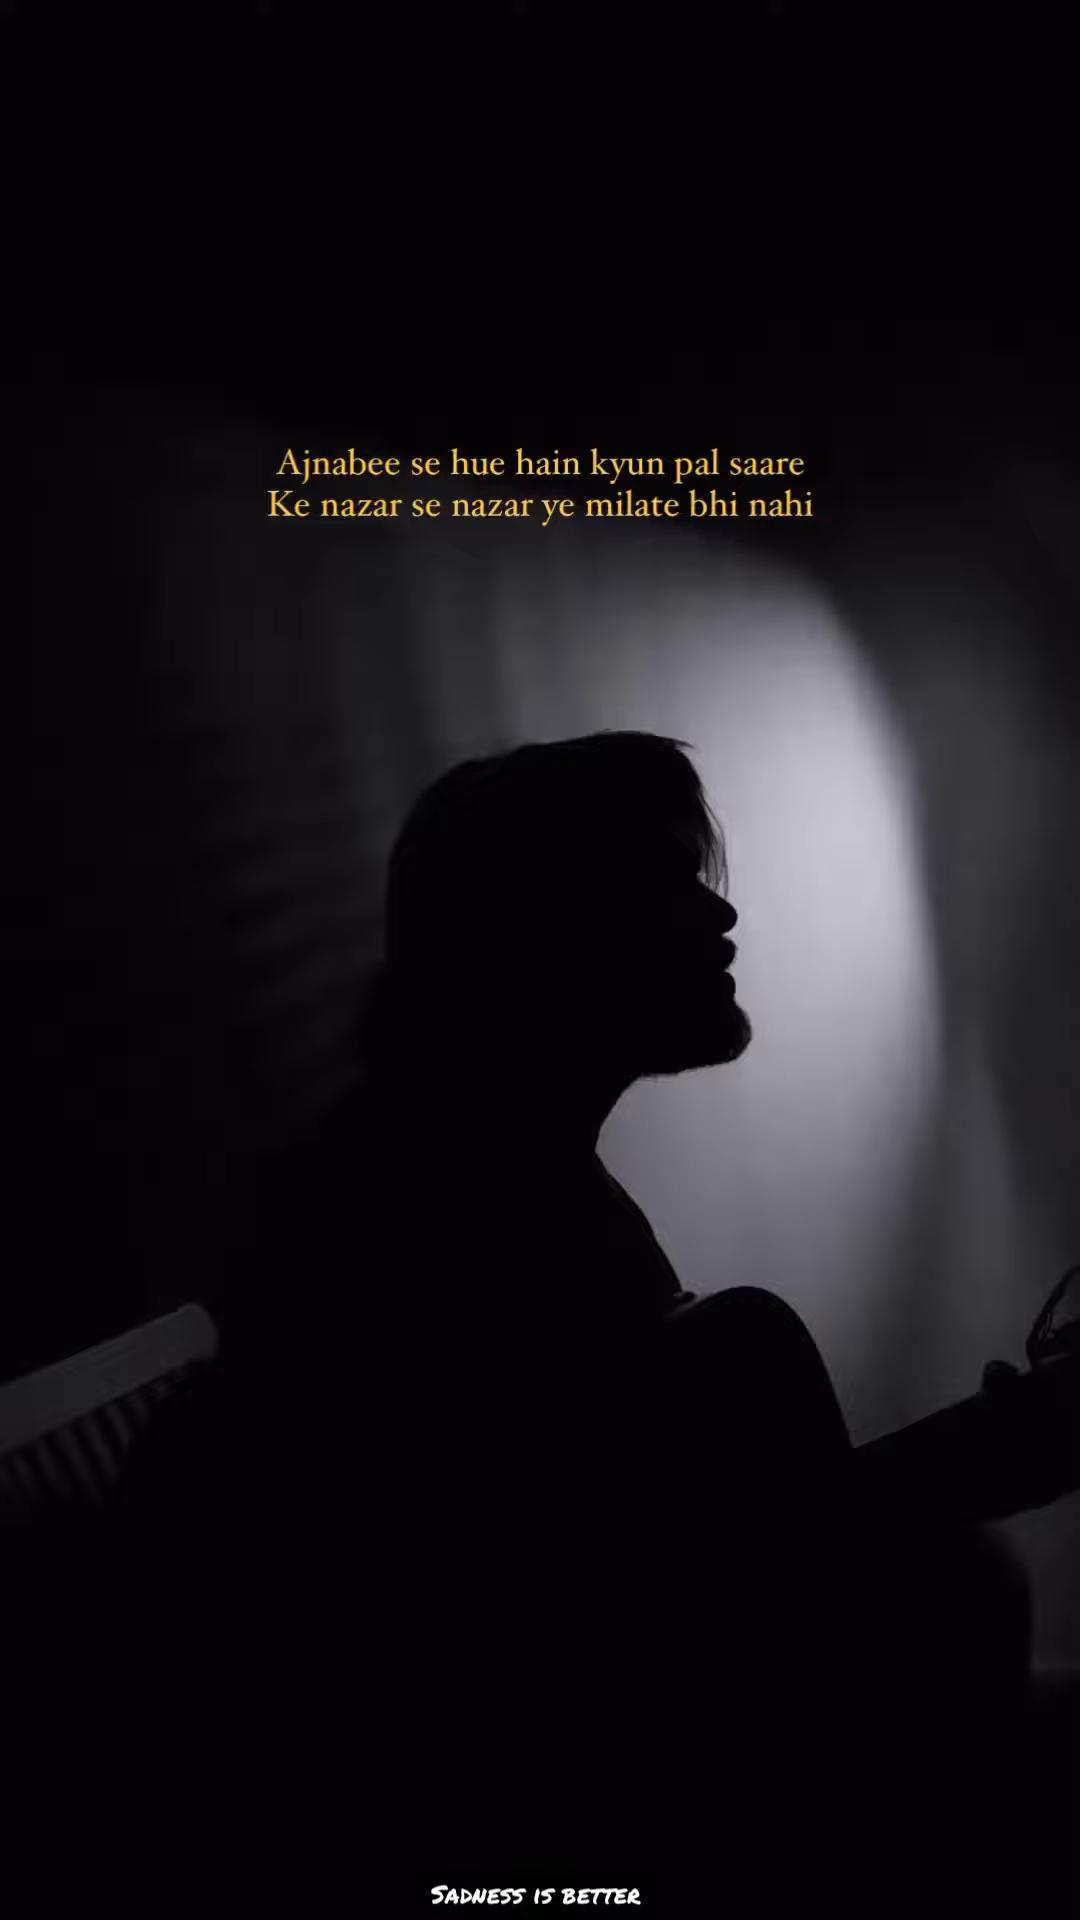 Ajnabee se hue hain kyun pal saare
Ke nazar se nazar ye milate bhi nahi
SADNESS IS BETTER